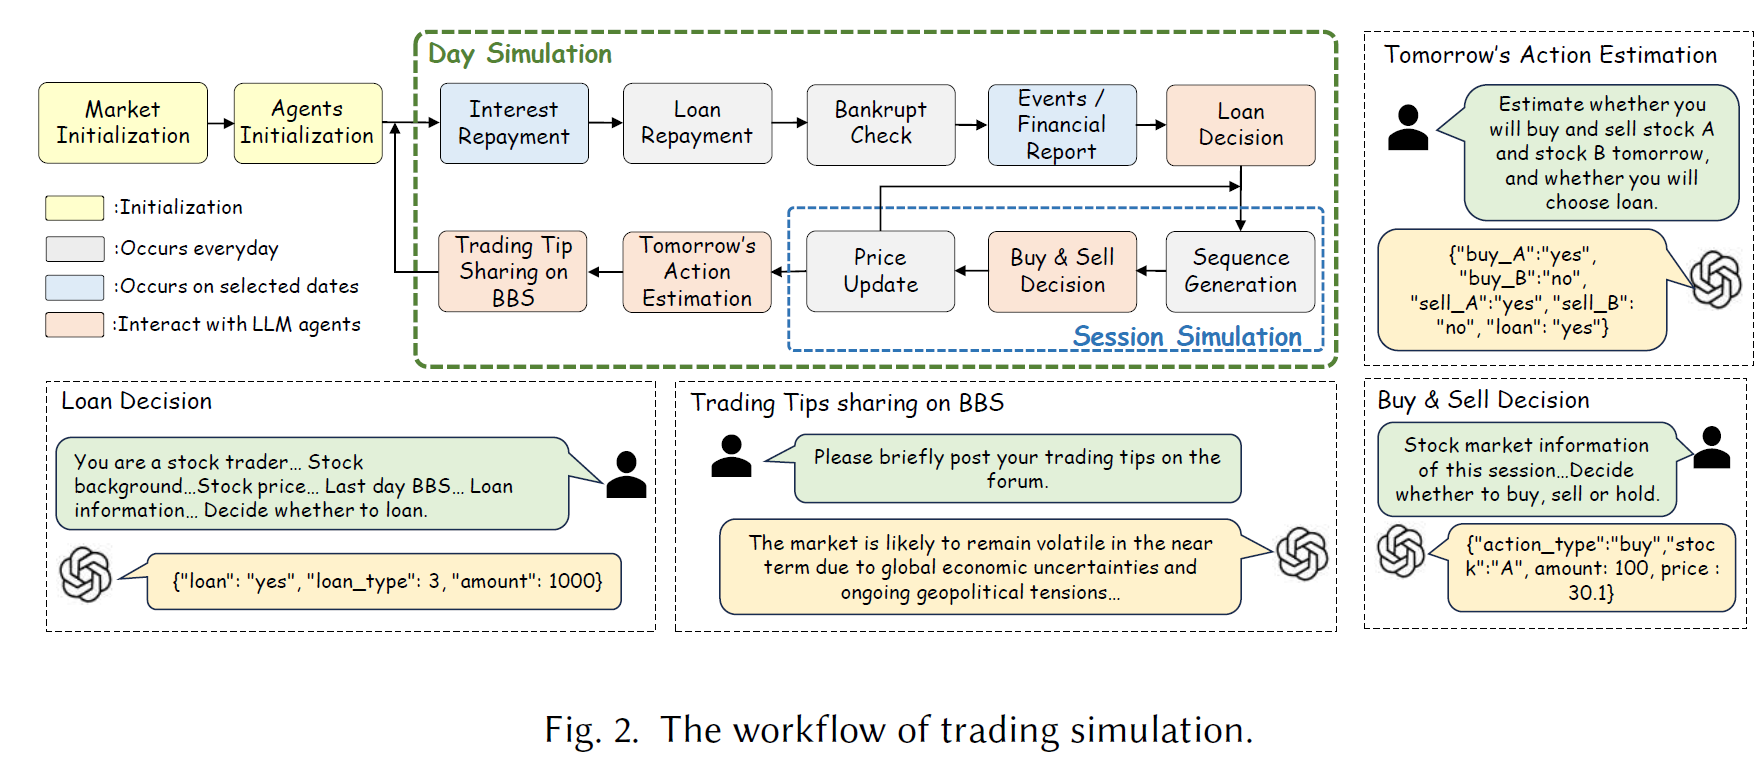 Day Simulation
Market
Initialization
Agents
Initialization
Interest
Repayment
Loan
Repayment
Bankrupt
Check
Events /
Financial
Report
Loan
Decision
:Initialization
:Occurs everyday
:Occurs on selected dates
:Interact with LLM agents
Trading Tip
Sharing on
BBS
Tomorrow's
Action
Estimation
Price
Update
Buy & Sell
Decision
Sequence
Generation
Session Simulation
Tomorrow's Action Estimation
Estimate whether you
will buy and sell stock A
and stock B tomorrow,
and whether you will
choose loan.
{"buy_A":"yes",
"buy_B":"no",
"sell_A":"yes", "sell_B":
"no", "loan": "yes"}
Loan Decision
You are a stock trader... Stock
background...Stock price... Last day BBS... Loan
information... Decide whether to loan.
{"loan": "yes", "loan_type": 3, "amount": 1000}
Trading Tips sharing on BBS
Please briefly post your trading tips on the
forum.
The market is likely to remain volatile in the near
term due to global economic uncertainties and
ongoing geopolitical tensions...
Buy & Sell Decision
Stock market information
of this session...Decide
whether to buy, sell or hold.
{"action_type":"buy","stoc
k":"A", amount: 100, price :
30.1}
Fig. 2. The workflow of trading simulation.